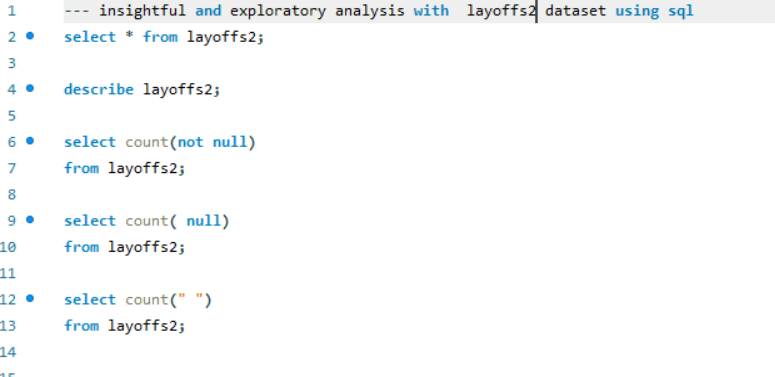 1 --- insightful and exploratory analysis with  layoffs2 dataset using sql
2 select * from layoffs2;
3
4 describe layoffs2;
5
6 select count(not null)
7 from layoffs2;
8
9 select count( null)
10 from layoffs2;
11
12 select count(" ")
13 from layoffs2;
14
15